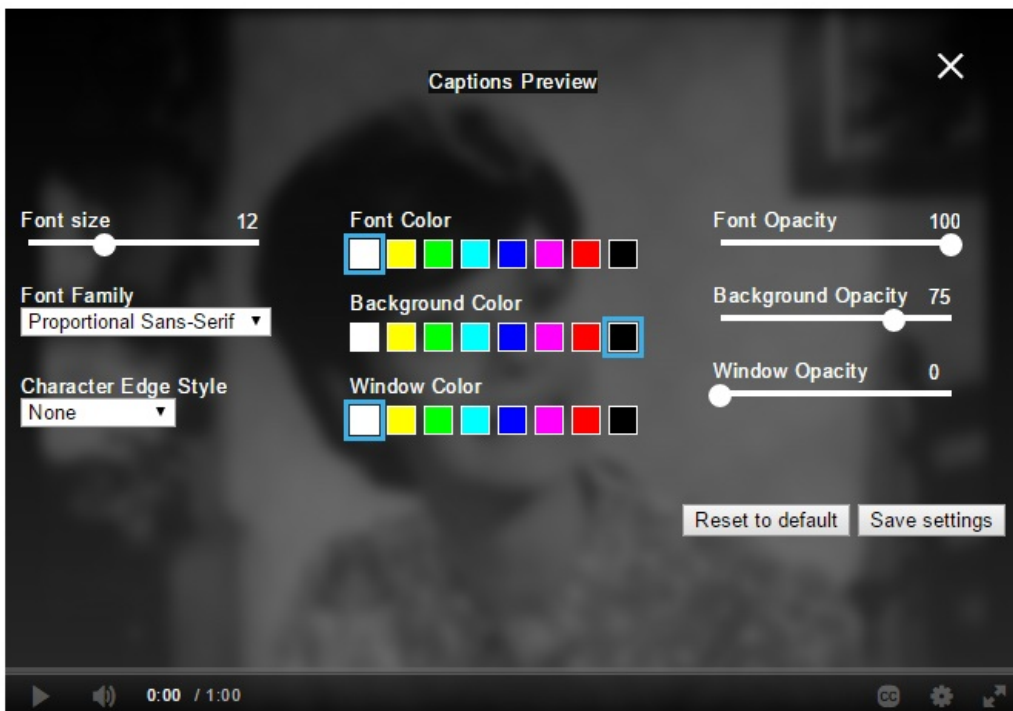 Captions Preview
Font size 12
Font Family
Proportional Sans-Serif
Character Edge Style
None
Font Color
Background Color
Window Color
Font Opacity 100
Background Opacity 75
Window Opacity 0
Reset to default Save settings
0:00 / 1:00 CC